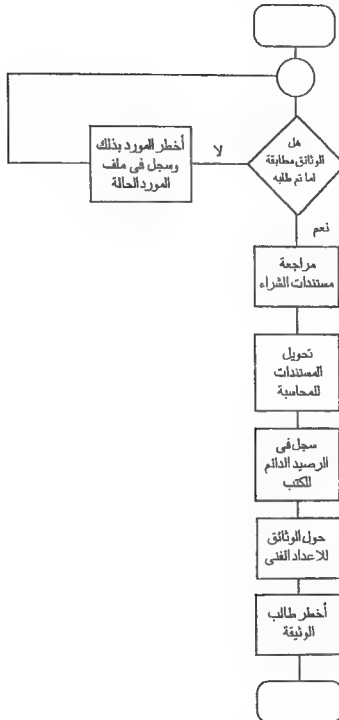 هل
الوثائق مطابقة
لما تم طلبه
لا
أخطر المورد بذلك
وسجل فى ملف
المورد الحالة
نعم
مراجعة
مستندات الشراء
تحويل
المستندات
للمحاسبة
سجل فى
الرصيد الدائم
للكتب
حول الوثائق
للاعداد الفنى
أخطر طالب
الوثيقة